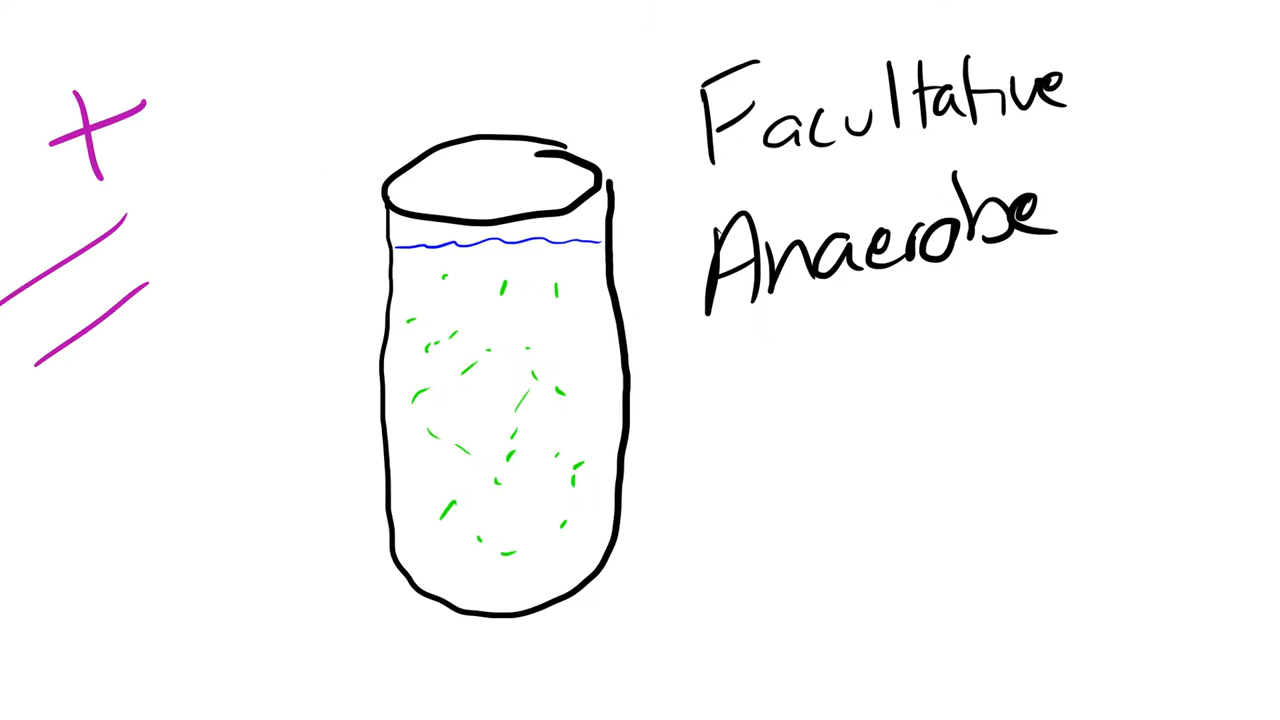 +
=
Facultative
Anaerobe